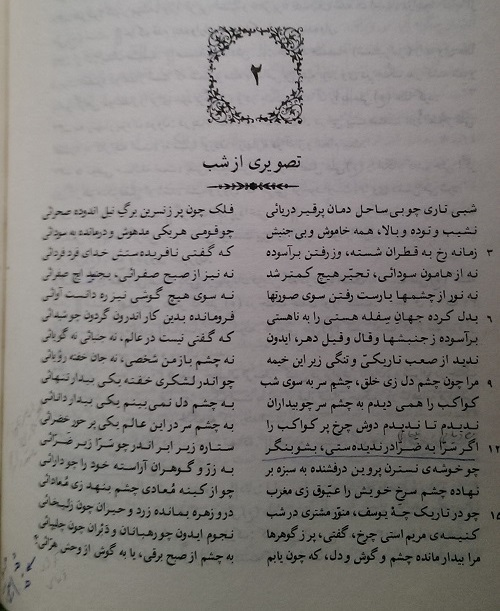 ۲
تصویری از شب
شبی تاری چو بی ساحل دمان پرقیر دریائی فلک چون پر ز نسرین برگ نیل اندوده صحرائی
نشیب و توده و بالا، همه خاموش و بی جنبش چو قومی هریکی مدهوش و درمانده به سودائی
۳ زمانه رخ به قطران شسته، وز رفتن برآسوده که گفتی نافریده ستش خدای فرد فردائی
نه از هامون سودائی، تحیّر هیچ کمتر شد نه نیز از صبح صفرائی، بجنبید ایچ صفرائی
نه نور از چشمها یارست رفتن سوی صورتها نه سوی هیچ گوشی نیز ره دانست آوائی
۶ بدل کرده جهان سفله هستی را به ناهستی فرومانده بدین کار اندرون گردون چو شیدائی
برآسوده ز جنبشها و قال و قیل دهر، ایدون که گفتی نیست در عالم، نه جنبائی نه گویائی
ندید از صعب تاریکی و تنگی زیر این خیمه نه چشم باز من شخصی، نه جان خفته رؤیائی
۹ مرا چون چشم دل زی خلق، چشم سر به سوی شب چو اندر لشکری خفته یکی بیدار تنهائی
کواکب را همی دیدم به چشم سر چو بیداران به چشم دل نمی بینم یکی بیدار دانائی
ندیدم تا ندیدم دوش چرخ پر کواکب را به چشم سر در این عالم یکی پر حور خضرائی
۱۲ اگر سرّا به ضرّا در ندیده ستی، بشو بنگر ستاره زیر ابر اندر چو سرّا زیر ضرّائی
چو خوشه ی نسترن پروین درفشنده به سبزه بر به زرّ و گوهران آراسته خود را چو دارائی
نهاده چشم سرخ خویش را عیّوق زی مغرب چو از کینه مُعادی چشم بنهد زی مُعادائی
۱۵ چو در تاریک چَهْ یوسف، منوّر مشتری در شب درو زهره بمانده زرد و حیران چون زلیخائی
کنیسه ی مریم استی چرخ، گفتی، پر ز گوهرها نجوم ایدون چو رهبانان و دَبْران چون چلیپائی
مرا بیدار مانده چشم و گوش و دل، که چون یابم به چشم از صبح برقی، یا به گوش از وحش هرّائی؟